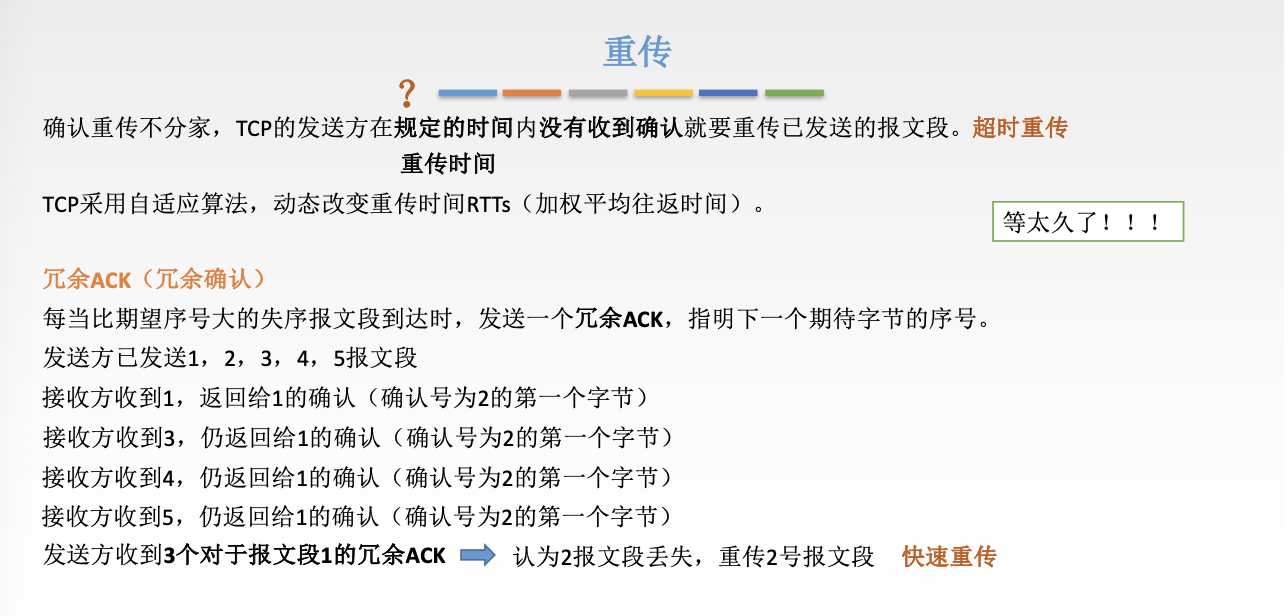 重传
?
确认重传不分家，TCP的发送方在规定的时间内没有收到确认就要重传已发送的报文段。超时重传
重传时间
TCP采用自适应算法，动态改变重传时间RTTs（加权平均往返时间）。
等太久了！！！
冗余ACK（冗余确认）
每当比期望序号大的失序报文段到达时，发送一个冗余ACK，指明下一个期待字节的序号。
发送方已发送1，2，3，4，5报文段
接收方收到1，返回给1的确认（确认号为2的第一个字节）
接收方收到3，仍返回给1的确认（确认号为2的第一个字节）
接收方收到4，仍返回给1的确认（确认号为2的第一个字节）
接收方收到5，仍返回给1的确认（确认号为2的第一个字节）
发送方收到3个对于报文段1的冗余ACK 认为2报文段丢失，重传2号报文段 快速重传